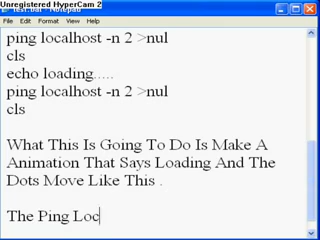 Unregistered HyperCam 2
File Edit Format View Help
ping localhost -n 2 >nul
cls
echo loading.....
ping localhost -n 2 >nul
cls
What This Is Going To Do Is Make A
Animation That Says Loading And The
Dots Move Like This .
The Ping Loc